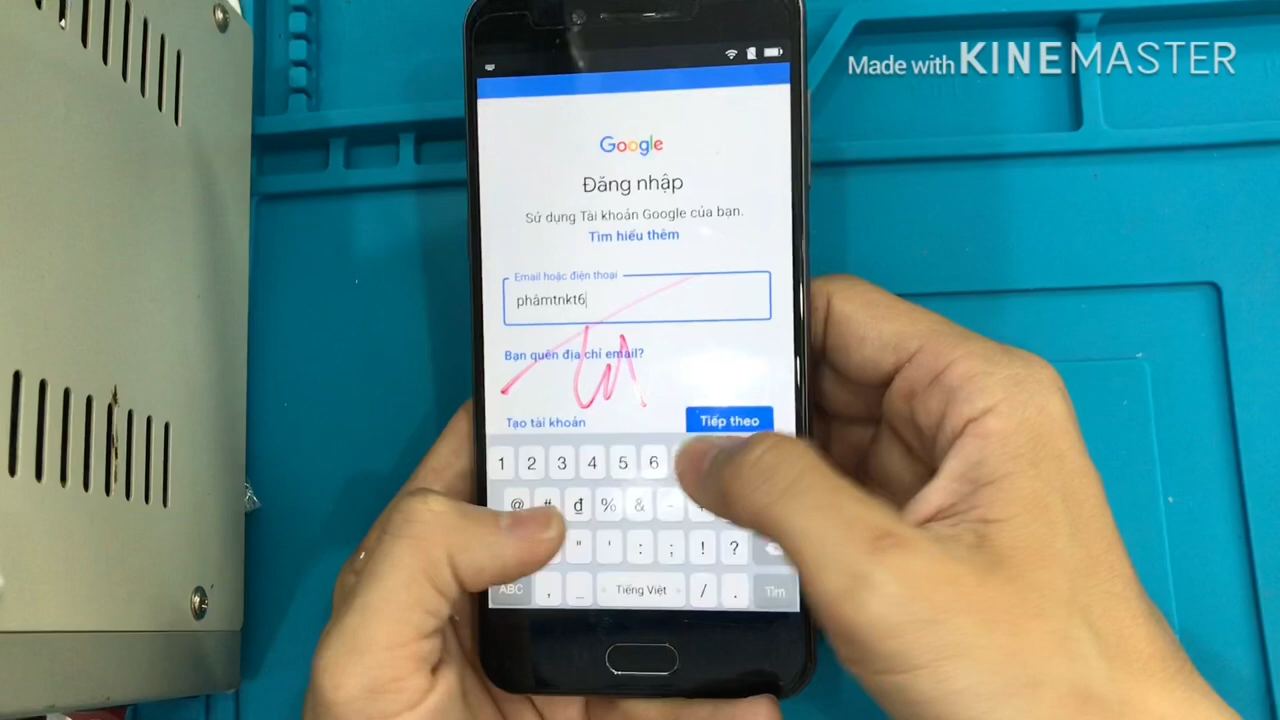 Made with KINEMASTER
Google
Đăng nhập
Sử dụng Tài khoản Google của bạn.
Tìm hiểu thêm
Email hoặc điện thoại
phâmtnkt6
Bạn quên địa chỉ email?
Tạo tài khoản
Tiếp theo
1 2 3 4 5 6
@ # ₫ % & -
" ' : ; ! ?
ABC , _ Tiếng Việt / . Tìm